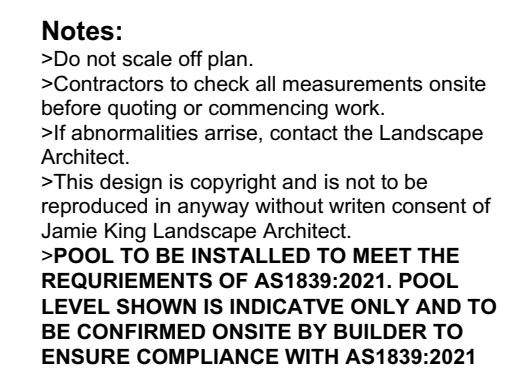 Notes:
>Do not scale off plan.
>Contractors to check all measurements onsite
before quoting or commencing work.
>If abnormalities arrise, contact the Landscape
Architect.
>This design is copyright and is not to be
reproduced in anyway without writen consent of
Jamie King Landscape Architect.
>POOL TO BE INSTALLED TO MEET THE
REQURIEMENTS OF AS1839:2021. POOL
LEVEL SHOWN IS INDICATVE ONLY AND TO
BE CONFIRMED ONSITE BY BUILDER TO
ENSURE COMPLIANCE WITH AS1839:2021